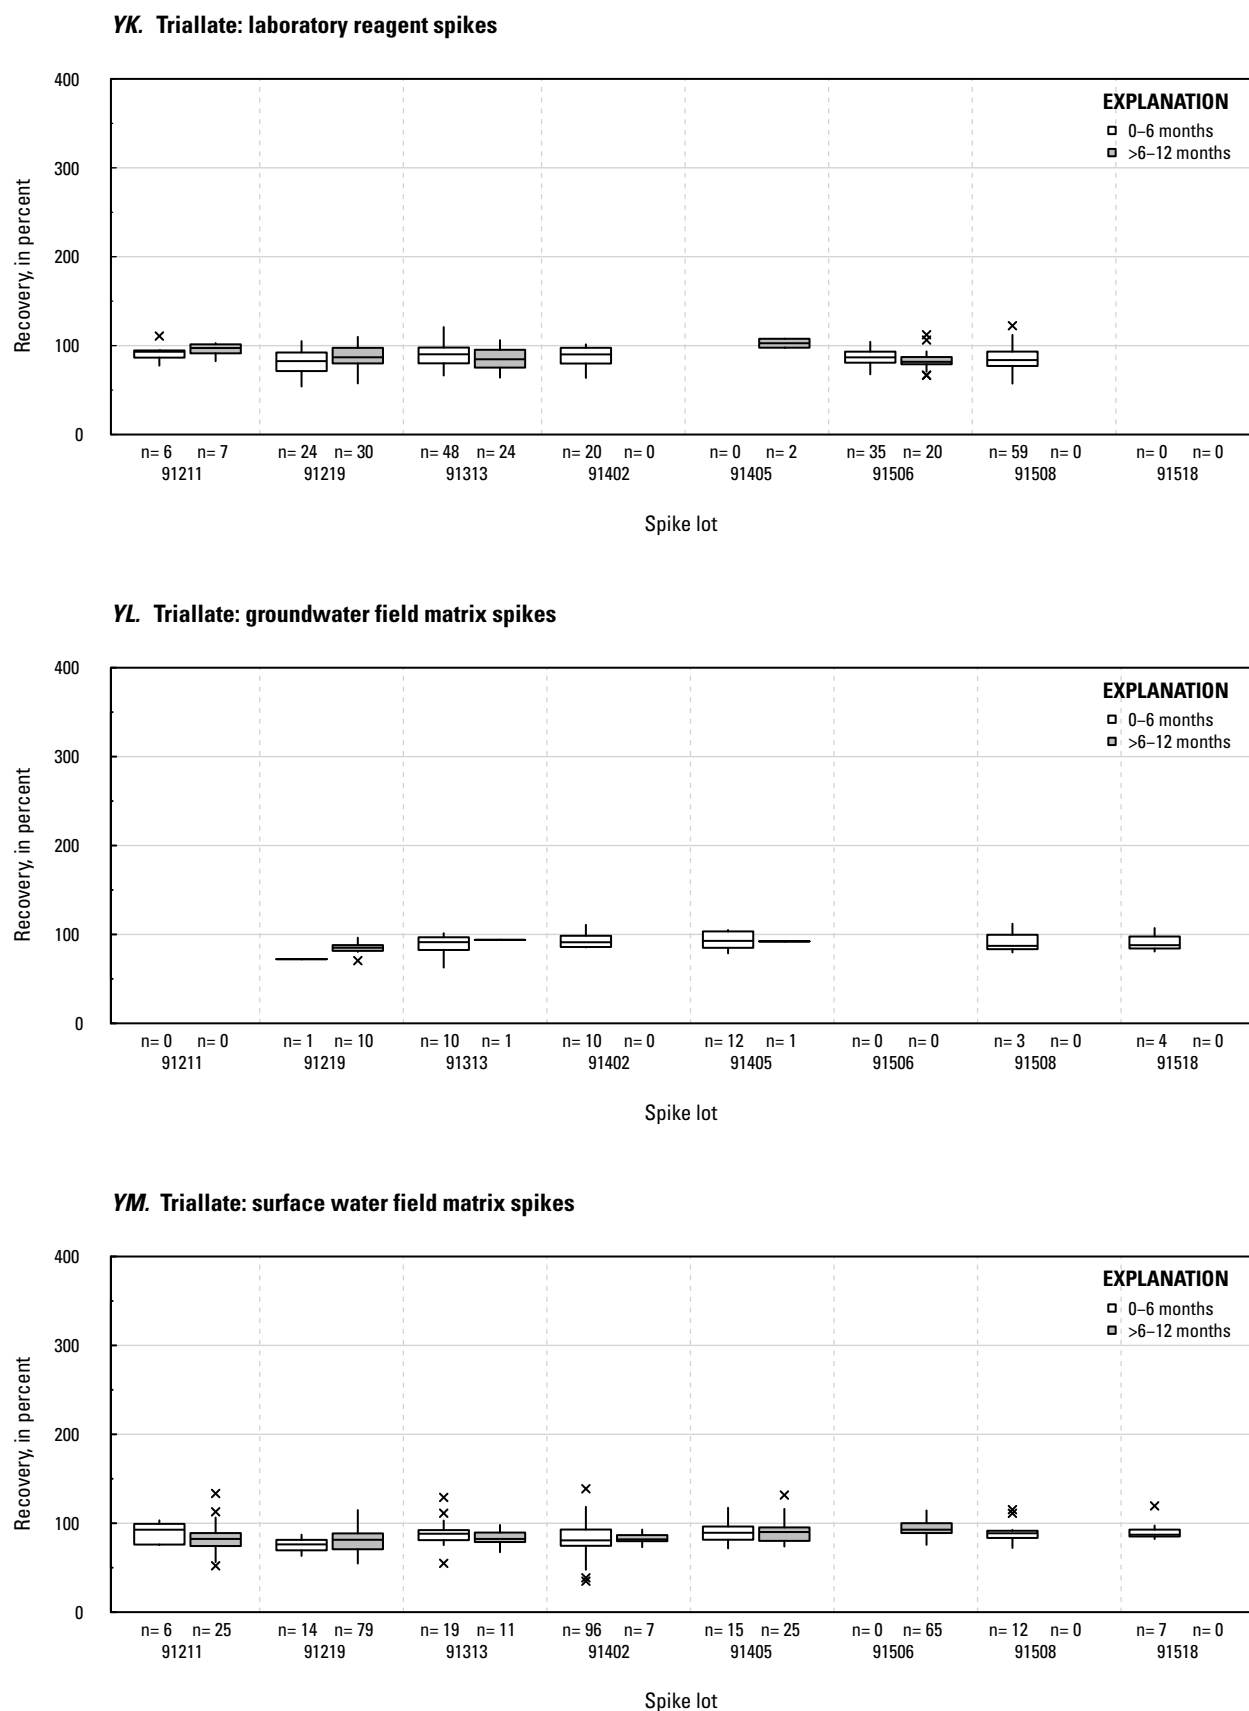 YK. Triallate: laboratory reagent spikes
400
300
200
100
0
Recovery, in percent
EXPLANATION
0–6 months
>6–12 months
n= 6 n= 7 n= 24 n= 30 n= 48 n= 24 n= 20 n= 0 n= 0 n= 2 n= 35 n= 20 n= 59 n= 0 n= 0 n= 0
91211 91219 91313 91402 91405 91506 91508 91518
Spike lot
YL. Triallate: groundwater field matrix spikes
400
300
200
100
0
Recovery, in percent
EXPLANATION
0–6 months
>6–12 months
n= 0 n= 0 n= 1 n= 10 n= 10 n= 1 n= 10 n= 0 n= 12 n= 1 n= 0 n= 0 n= 3 n= 0 n= 4 n= 0
91211 91219 91313 91402 91405 91506 91508 91518
Spike lot
YM. Triallate: surface water field matrix spikes
400
300
200
100
0
Recovery, in percent
EXPLANATION
0–6 months
>6–12 months
n= 6 n= 25 n= 14 n= 79 n= 19 n= 11 n= 96 n= 7 n= 15 n= 25 n= 0 n= 65 n= 12 n= 0 n= 7 n= 0
91211 91219 91313 91402 91405 91506 91508 91518
Spike lot